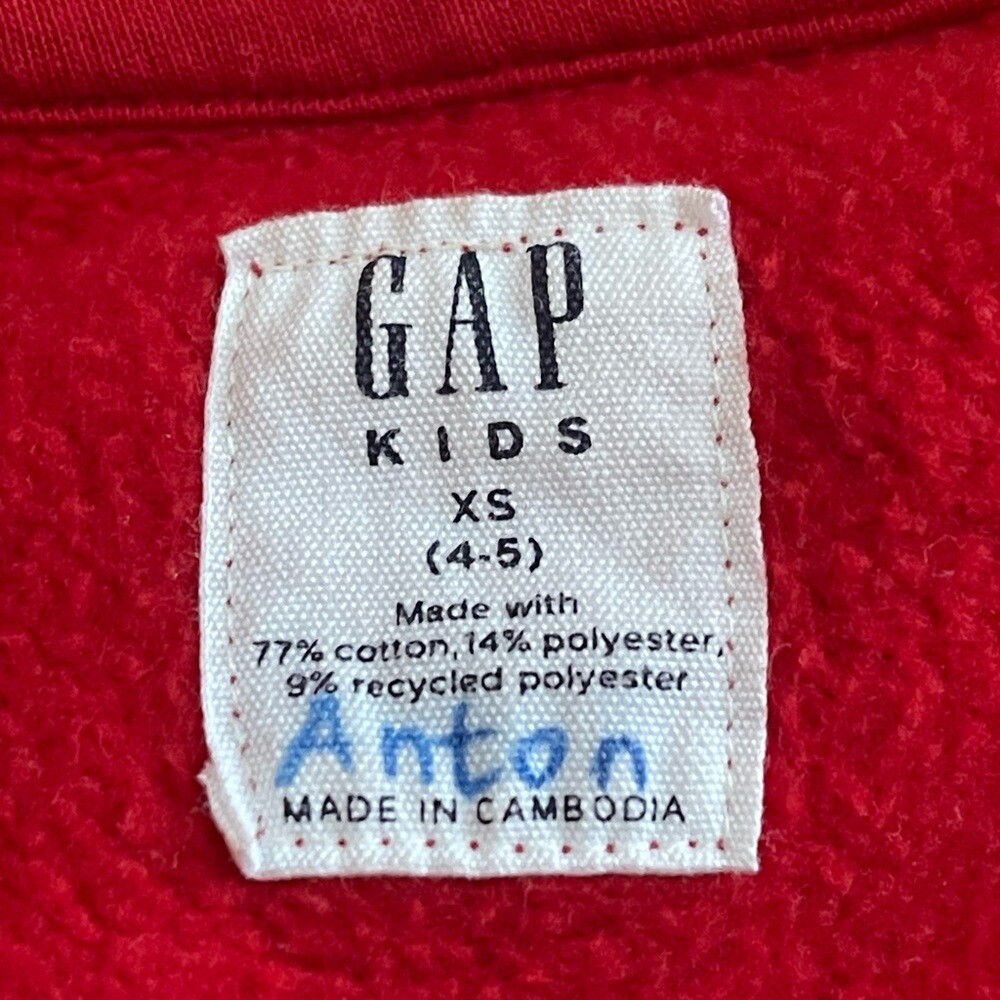 GAP
KIDS
XS
(4-5)
Made with
77% cotton, 14% polyester,
9% recycled polyester
Anton
MADE IN CAMBODIA